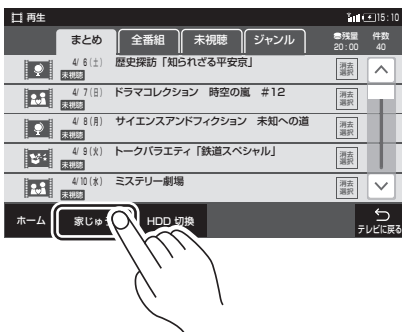 再生 15:10
まとめ 全番組 未視聴 ジャンル 残量 20:00 件数 40
4/ 6(土) 歴史探訪「知られざる平安京」 消去選択
未視聴
4/ 7(日) ドラマコレクション 時空の嵐 #12 消去選択
未視聴
4/ 8(月) サイエンスアンドフィクション 未知への道 消去選択
未視聴
4/ 9(火) トークバラエティ「鉄道スペシャル」 消去選択
未視聴
4/10(水) ミステリー劇場 消去選択
未視聴
ホーム 家じゅ HDD 切換 テレビに戻る